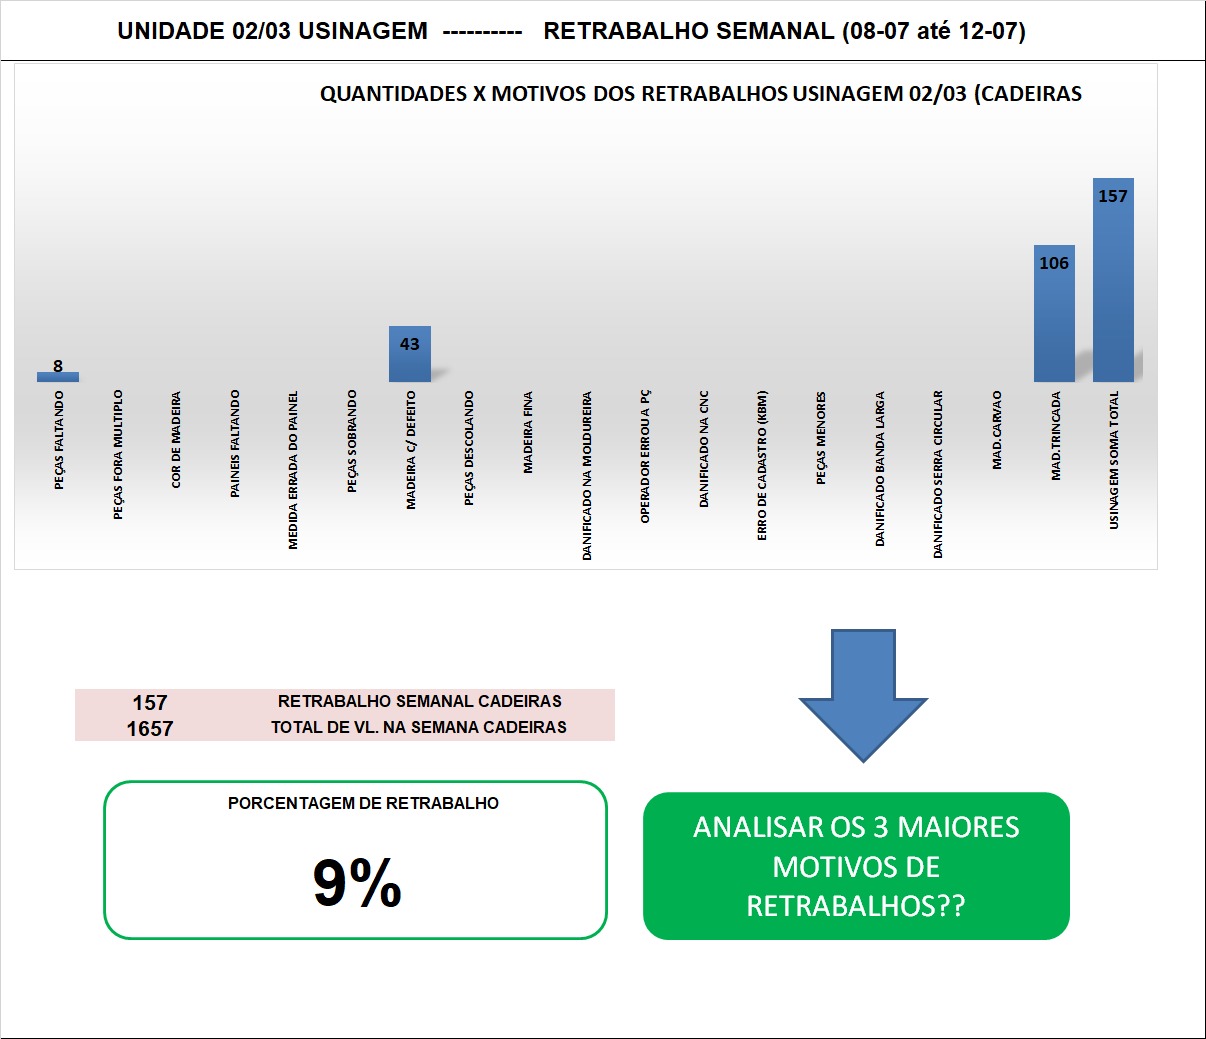 UNIDADE 02/03 USINAGEM ---------- RETRABALHO SEMANAL (08-07 até 12-07)
QUANTIDADES X MOTIVOS DOS RETRABALHOS USINAGEM 02/03 (CADEIRAS
8
43
106
157
PEÇAS FALTANDO
PEÇAS FORA MULTIPLO
COR DE MADEIRA
PAINEIS FALTANDO
MEDIDA ERRADA DO PAINEL
PEÇAS SOBRANDO
MADEIRA C/ DEFEITO
PEÇAS DESCOLANDO
MADEIRA FINA
DANIFICADO NA MOLDUREIRA
OPERADOR ERROU A PÇ
DANIFICADO NA CNC
ERRO DE CADASTRO (KBM)
PEÇAS MENORES
DANIFICADO BANDA LARGA
DANIFICADO SERRA CIRCULAR
MAD.CARVAO
MAD.TRINCADA
USINAGEM SOMA TOTAL
157 RETRABALHO SEMANAL CADEIRAS
1657 TOTAL DE VL. NA SEMANA CADEIRAS
PORCENTAGEM DE RETRABALHO
9%
ANALISAR OS 3 MAIORES
MOTIVOS DE
RETRABALHOS??